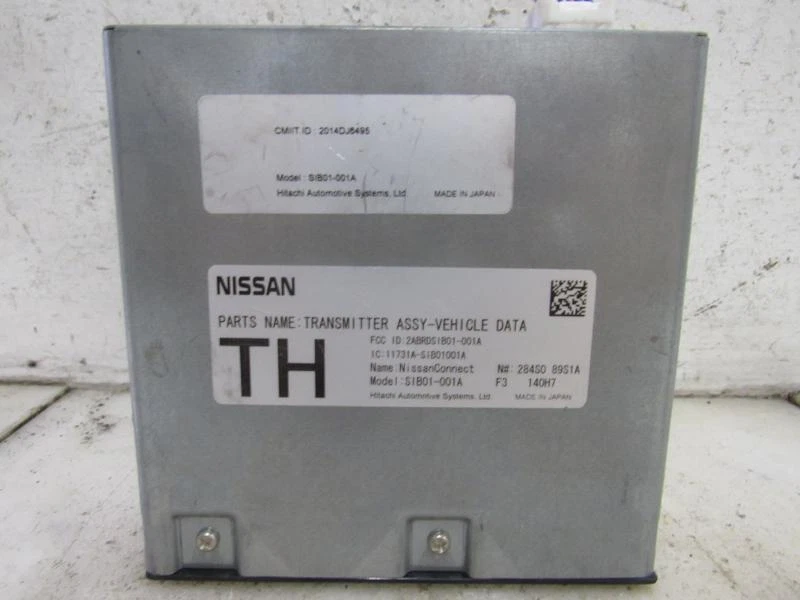 CMIIT ID : 2014DJ6495
Model : SIB01-001A
Hitachi Automotive Systems, Ltd. MADE IN JAPAN
NISSAN
PARTS NAME:TRANSMITTER ASSY-VEHICLE DATA
TH
FCC ID:2ABRDSIB01-001A
IC:11731A-SIB01001A
Name:NissanConnect N#: 284S0 89S1A
Model:SIB01-001A F3 140H7
Hitachi Automotive Systems, Ltd. MADE IN JAPAN